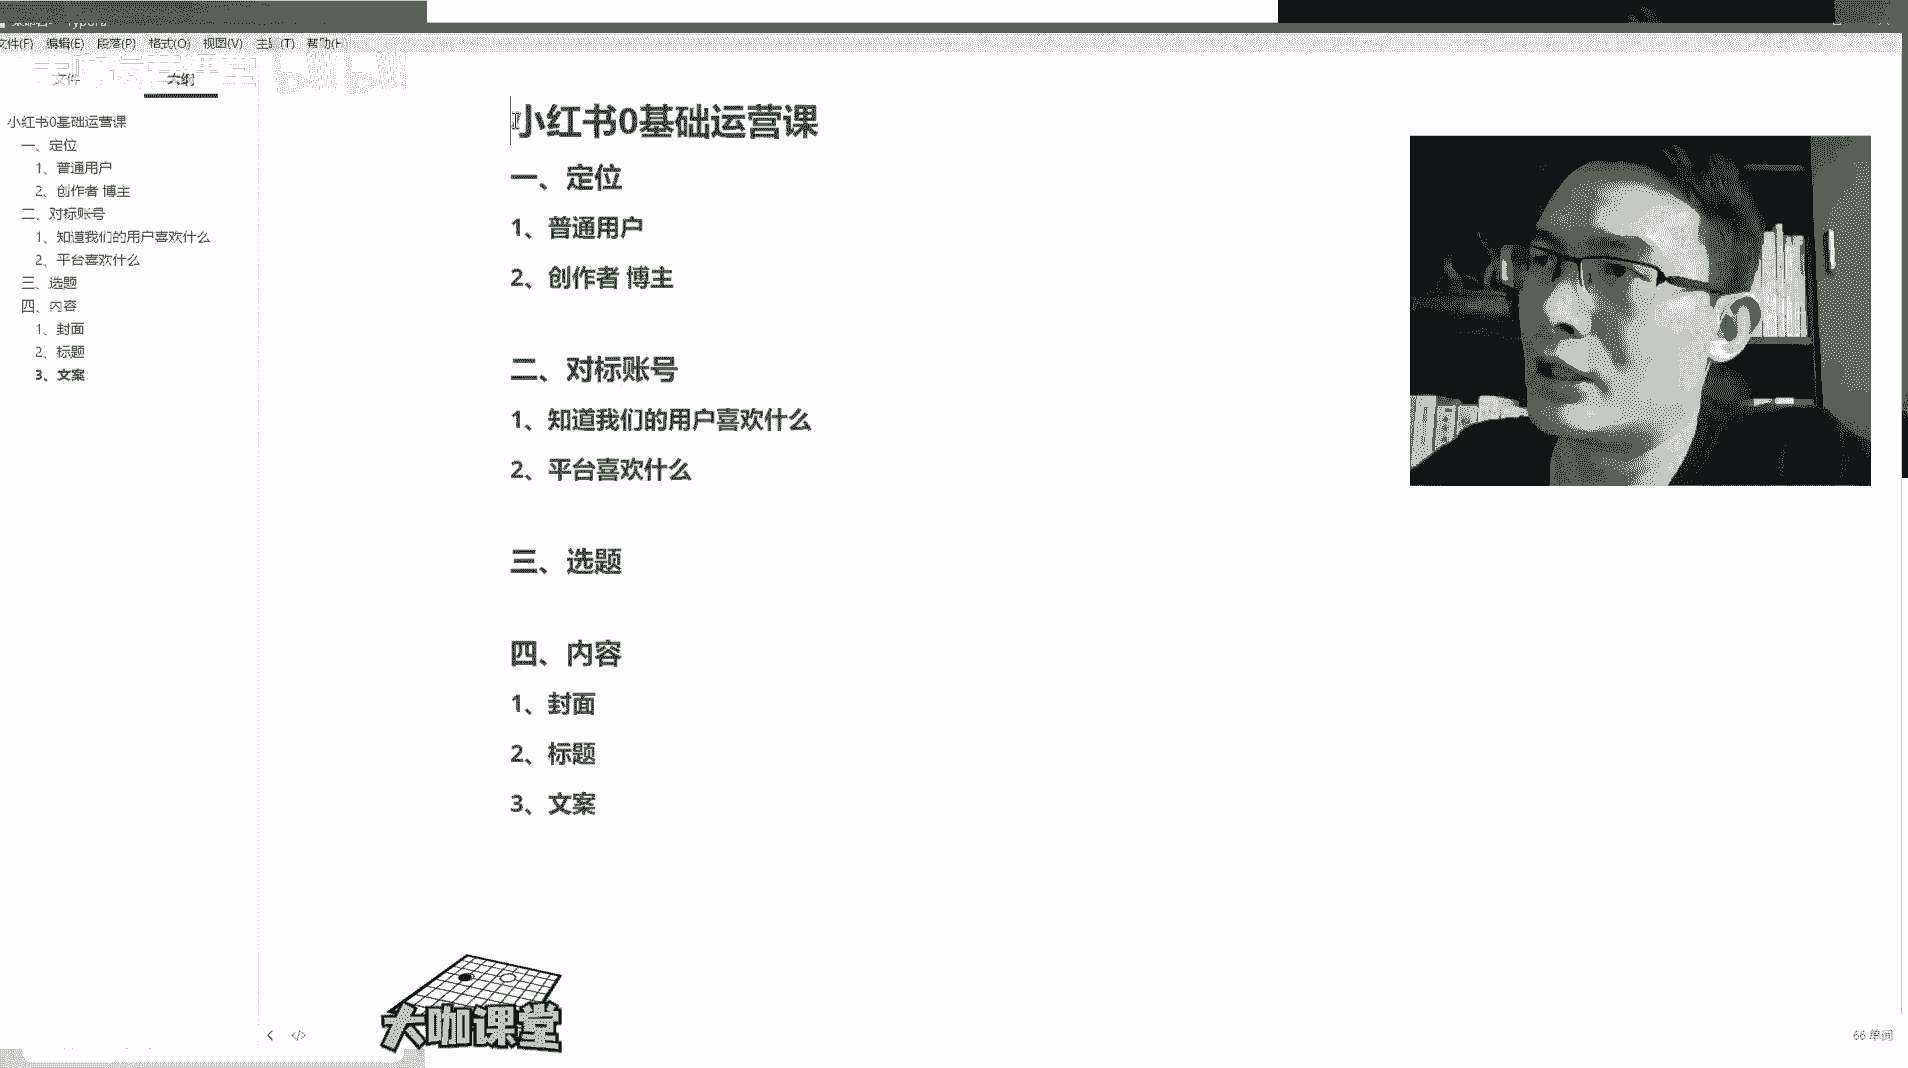 Typora
文件(F) 编辑(E) 段落(P) 格式(O) 视图(V) 主题(T) 帮助(H)
文件 大纲
小红书0基础运营课
一、定位
1、普通用户
2、创作者 博主
二、对标账号
1、知道我们的用户喜欢什么
2、平台喜欢什么
三、选题
四、内容
1、封面
2、标题
3、文案
小红书0基础运营课
一、定位
1、普通用户
2、创作者 博主
二、对标账号
1、知道我们的用户喜欢什么
2、平台喜欢什么
三、选题
四、内容
1、封面
2、标题
3、文案
大咖课堂
66 单词